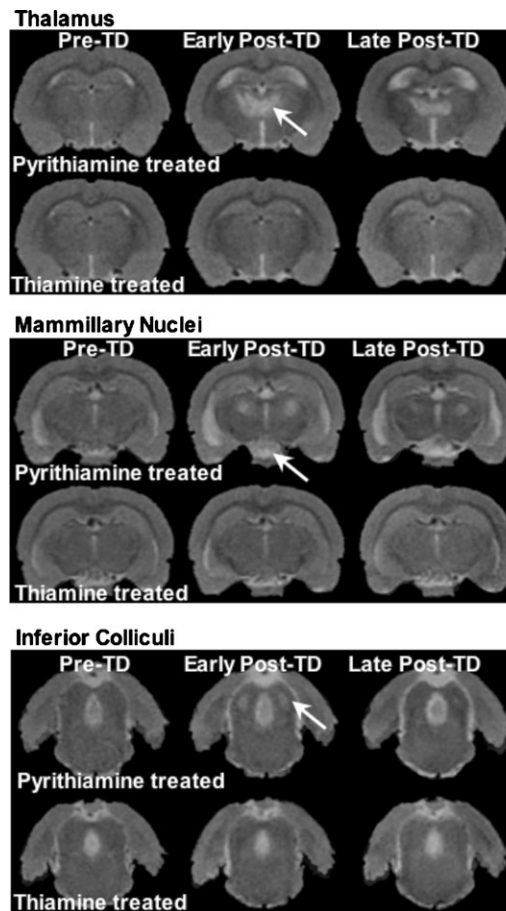 Thalamus
Pre-TD Early Post-TD Late Post-TD
Pyrithiamine treated
Thiamine treated
Mammillary Nuclei
Pre-TD Early Post-TD Late Post-TD
Pyrithiamine treated
Thiamine treated
Inferior Colliculi
Pre-TD Early Post-TD Late Post-TD
Pyrithiamine treated
Thiamine treated